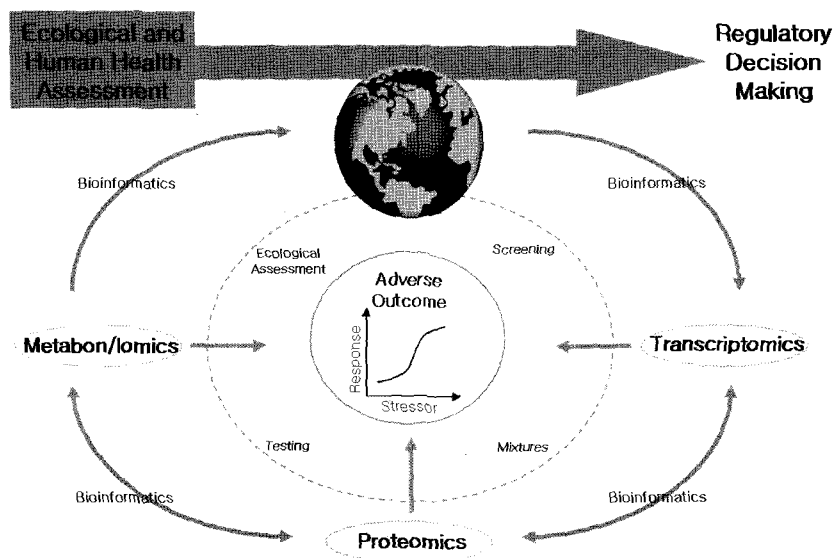 Ecological and
Human Health
Assessment
Regulatory
Decision
Making
Bioinformatics
Bioinformatics
Ecological
Assessment
Screening
Adverse
Outcome
Response
Stressor
Metabon/lomics
Transcriptomics
Testing
Mixtures
Bioinformatics
Bioinformatics
Proteomics